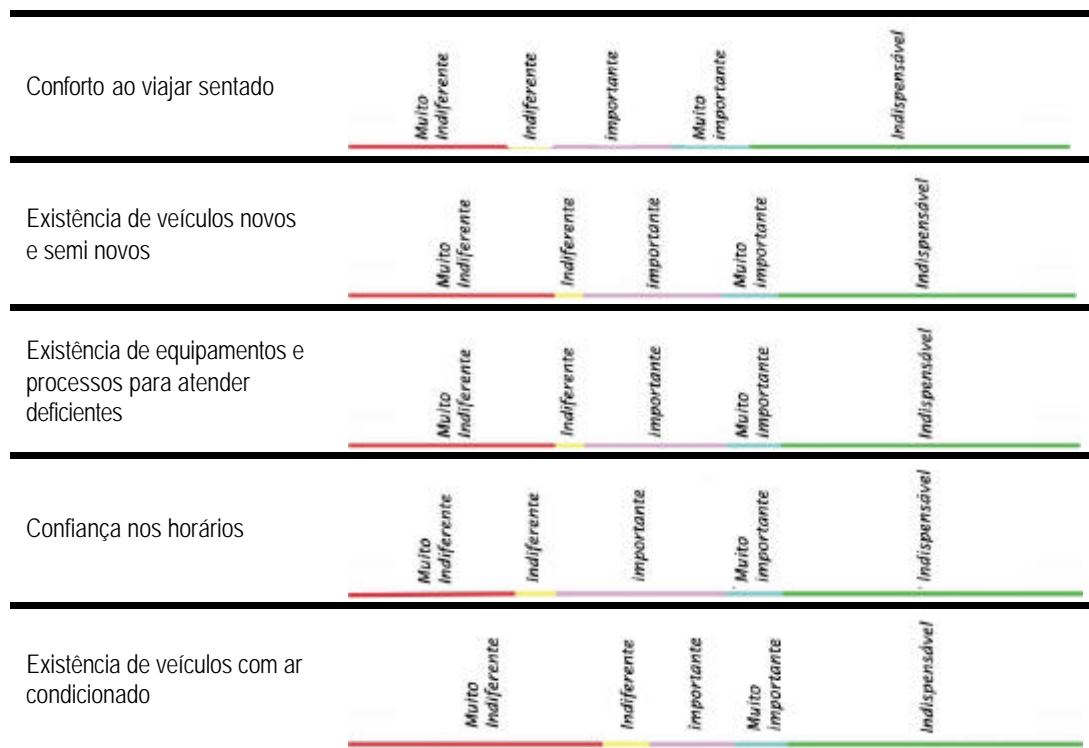 Conforto ao viajar sentado
Muito
Indiferente
Indiferente
importante
Muito
importante
Indispensável
Existência de veículos novos
e semi novos
Muito
Indiferente
Indiferente
importante
Muito
importante
Indispensável
Existência de equipamentos e
processos para atender
deficientes
Muito
Indiferente
Indiferente
importante
Muito
importante
Indispensável
Confiança nos horários
Muito
Indiferente
Indiferente
importante
Muito
importante
Indispensável
Existência de veículos com ar
condicionado
Muito
Indiferente
Indiferente
importante
Muito
importante
Indispensável